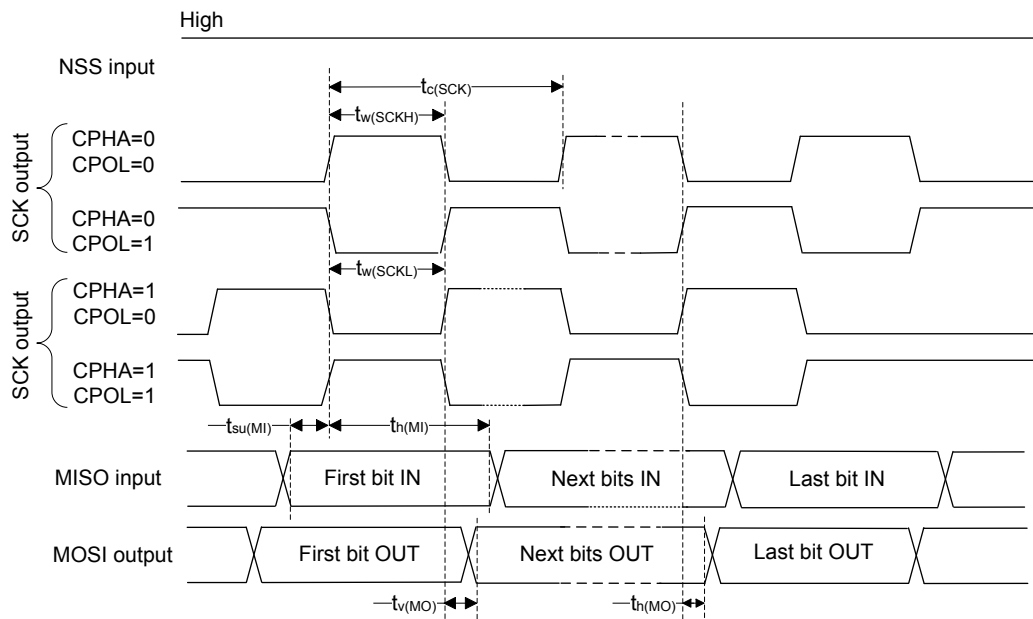 High
NSS input
tc(SCK)
tw(SCKH)
SCK output
CPHA=0
CPOL=0
CPHA=0
CPOL=1
tw(SCKL)
SCK output
CPHA=1
CPOL=0
CPHA=1
CPOL=1
tsu(MI)
th(MI)
MISO input
First bit IN
Next bits IN
Last bit IN
MOSI output
First bit OUT
Next bits OUT
Last bit OUT
tv(MO)
th(MO)